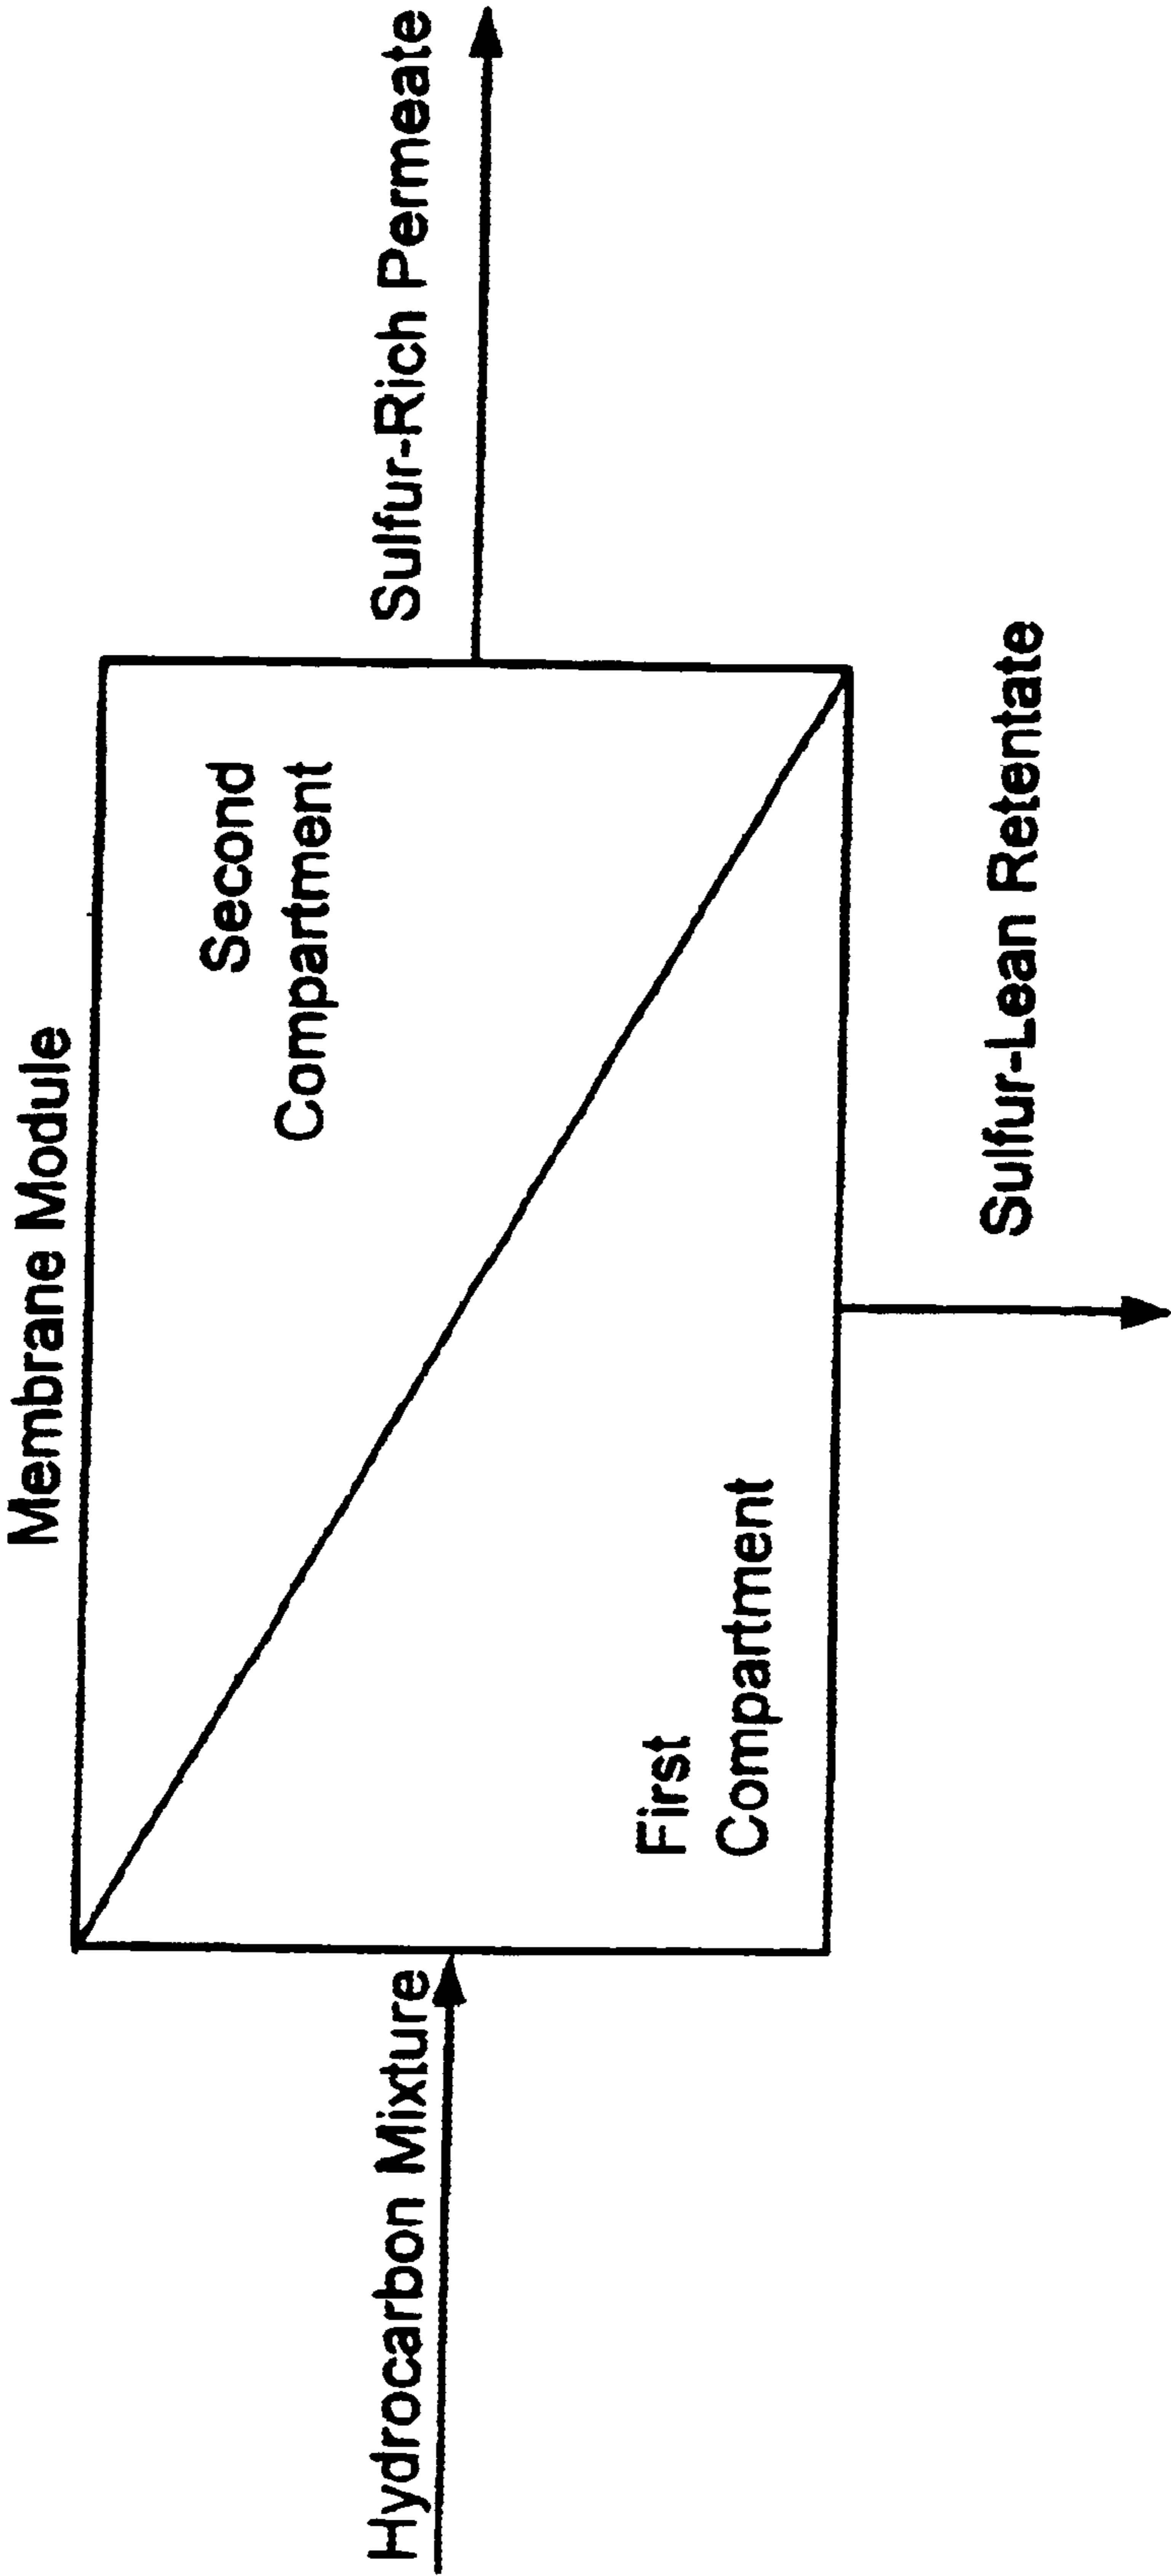 Membrane Module
Hydrocarbon Mixture
First
Compartment
Second
Compartment
Sulfur-Rich Permeate
Sulfur-Lean Retentate